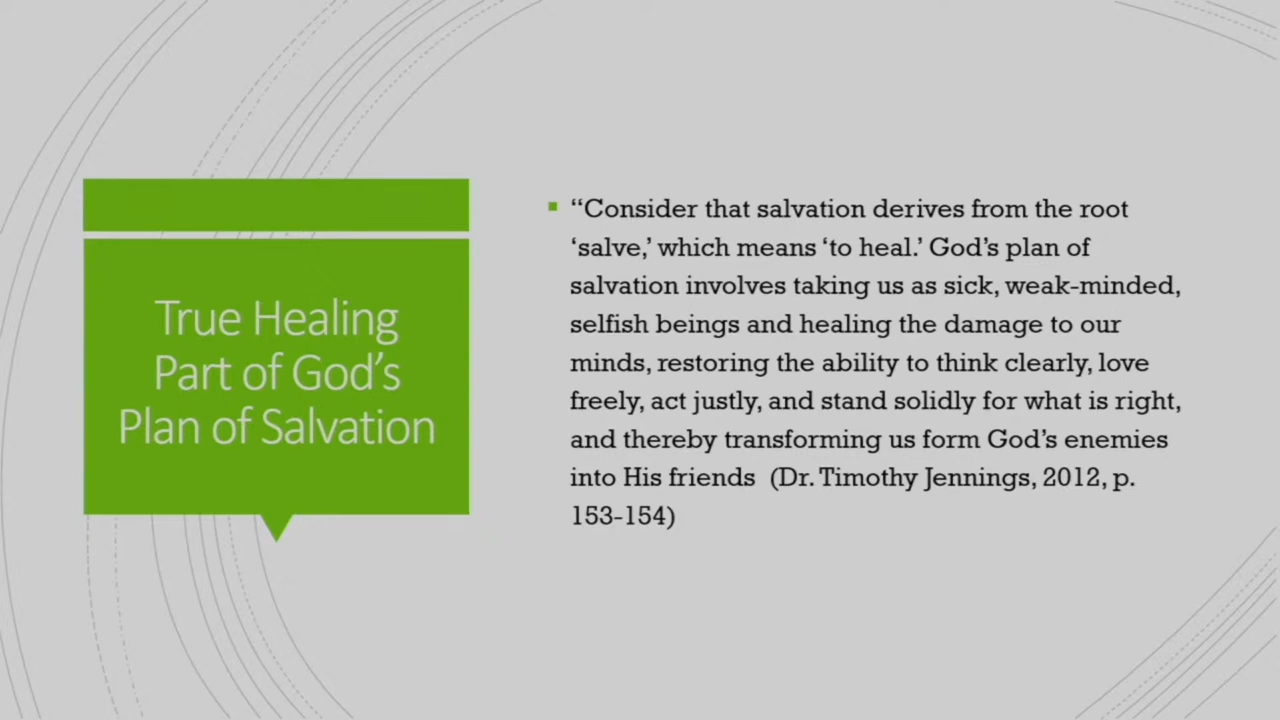 True Healing
Part of God's
Plan of Salvation
“Consider that salvation derives from the root
‘salve,’ which means ‘to heal.’ God’s plan of
salvation involves taking us as sick, weak-minded,
selfish beings and healing the damage to our
minds, restoring the ability to think clearly, love
freely, act justly, and stand solidly for what is right,
and thereby transforming us form God’s enemies
into His friends (Dr. Timothy Jennings, 2012, p.
153-154)